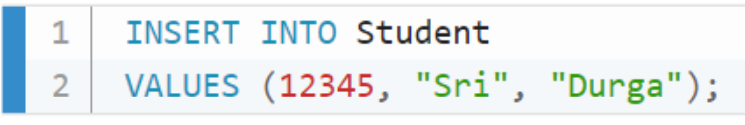 1 INSERT INTO Student
2 VALUES (12345, "Sri", "Durga");